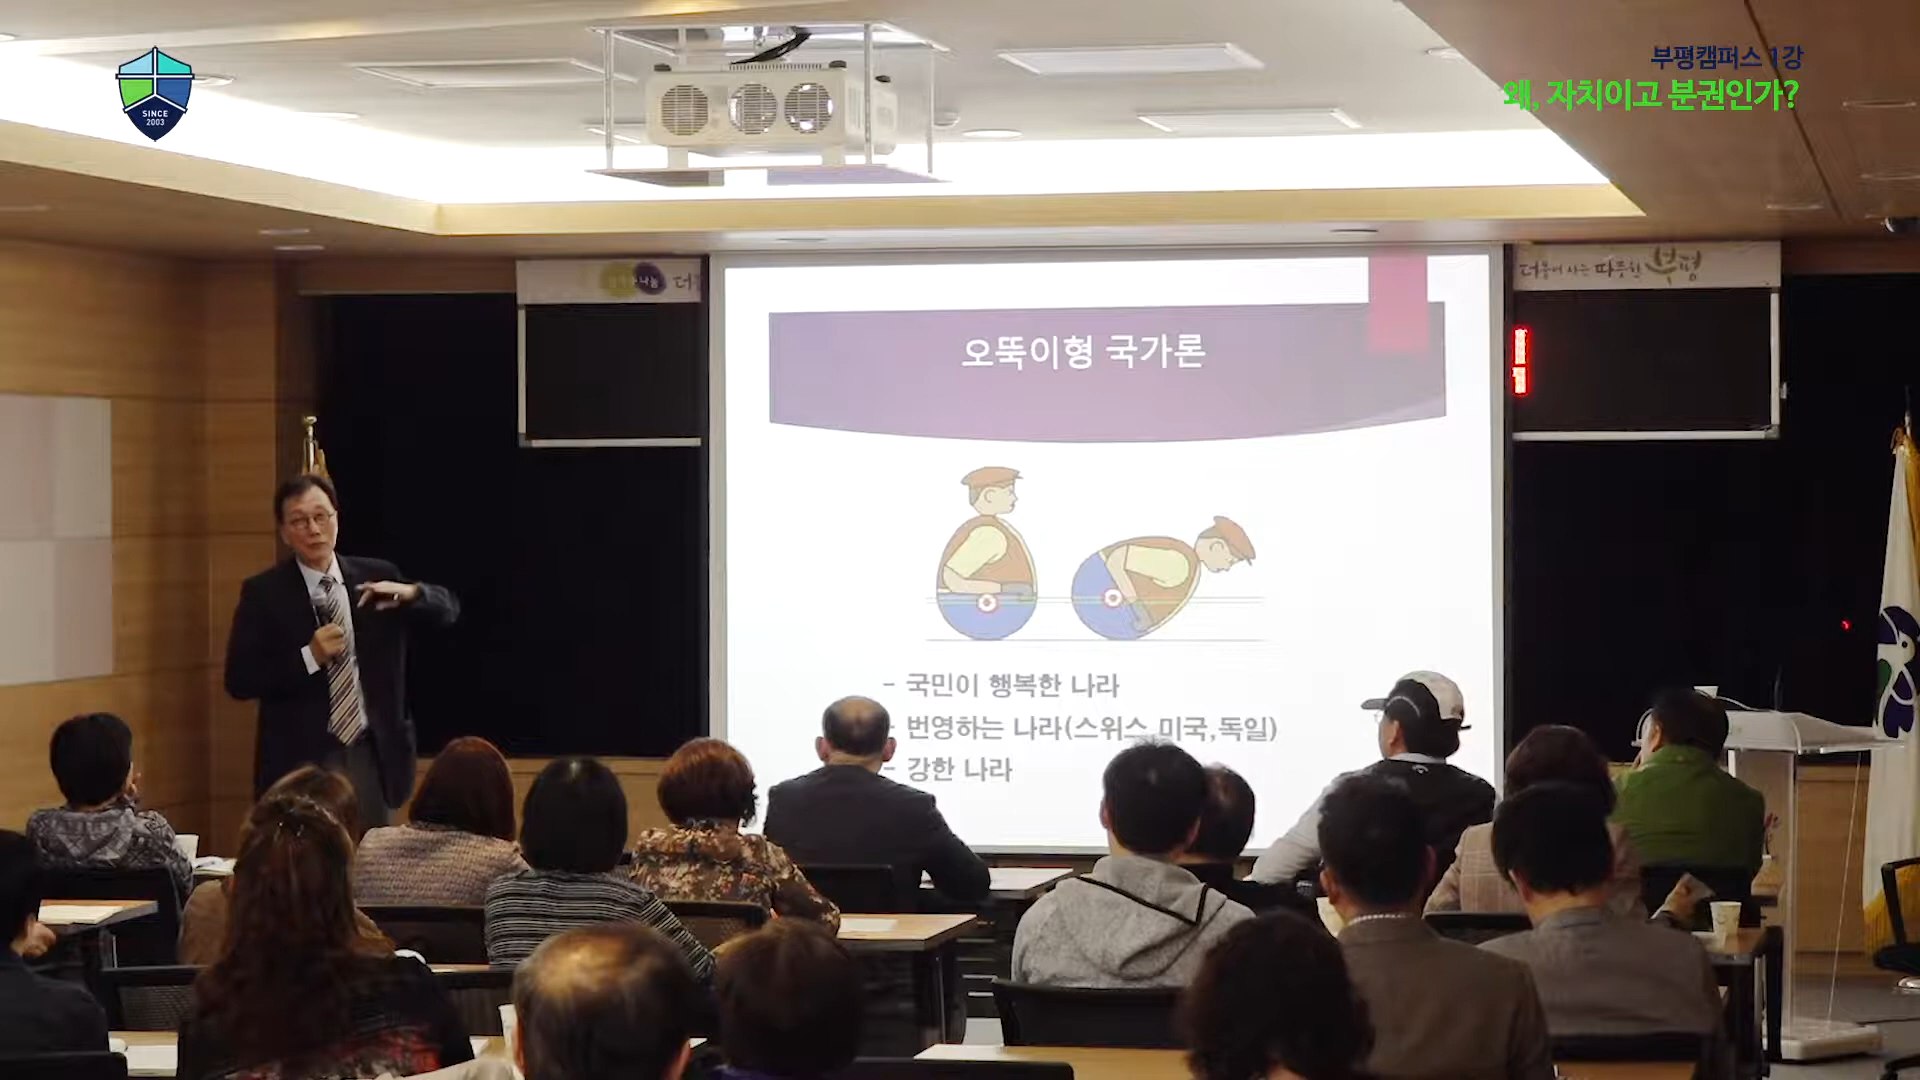 SINCE
2003
부평캠퍼스 1강
왜, 자치이고 분권인가?
더불어 사는 따뜻한 부평
오뚝이형 국가론
- 국민이 행복한 나라
- 번영하는 나라(스위스,미국,독일)
- 강한 나라